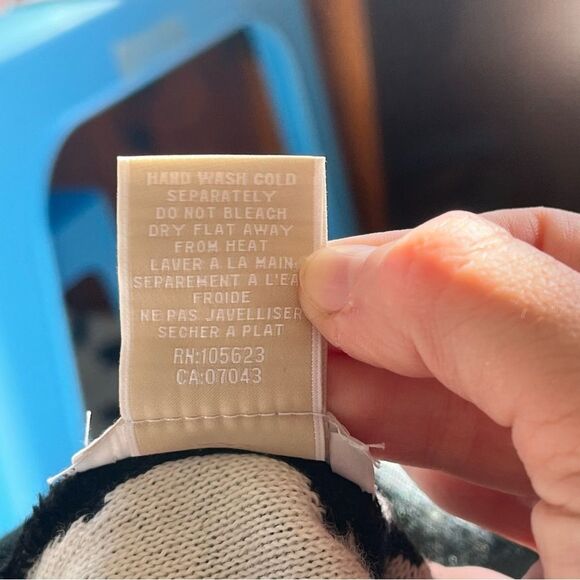 HAND WASH COLD
SEPARATELY
DO NOT BLEACH
DRY FLAT AWAY
FROM HEAT
LAVER A LA MAIN
SEPAREMENT A L'EA
FROIDE
NE PAS JAVELLISER
SECHER A PLAT
RN:105623
CA:07043